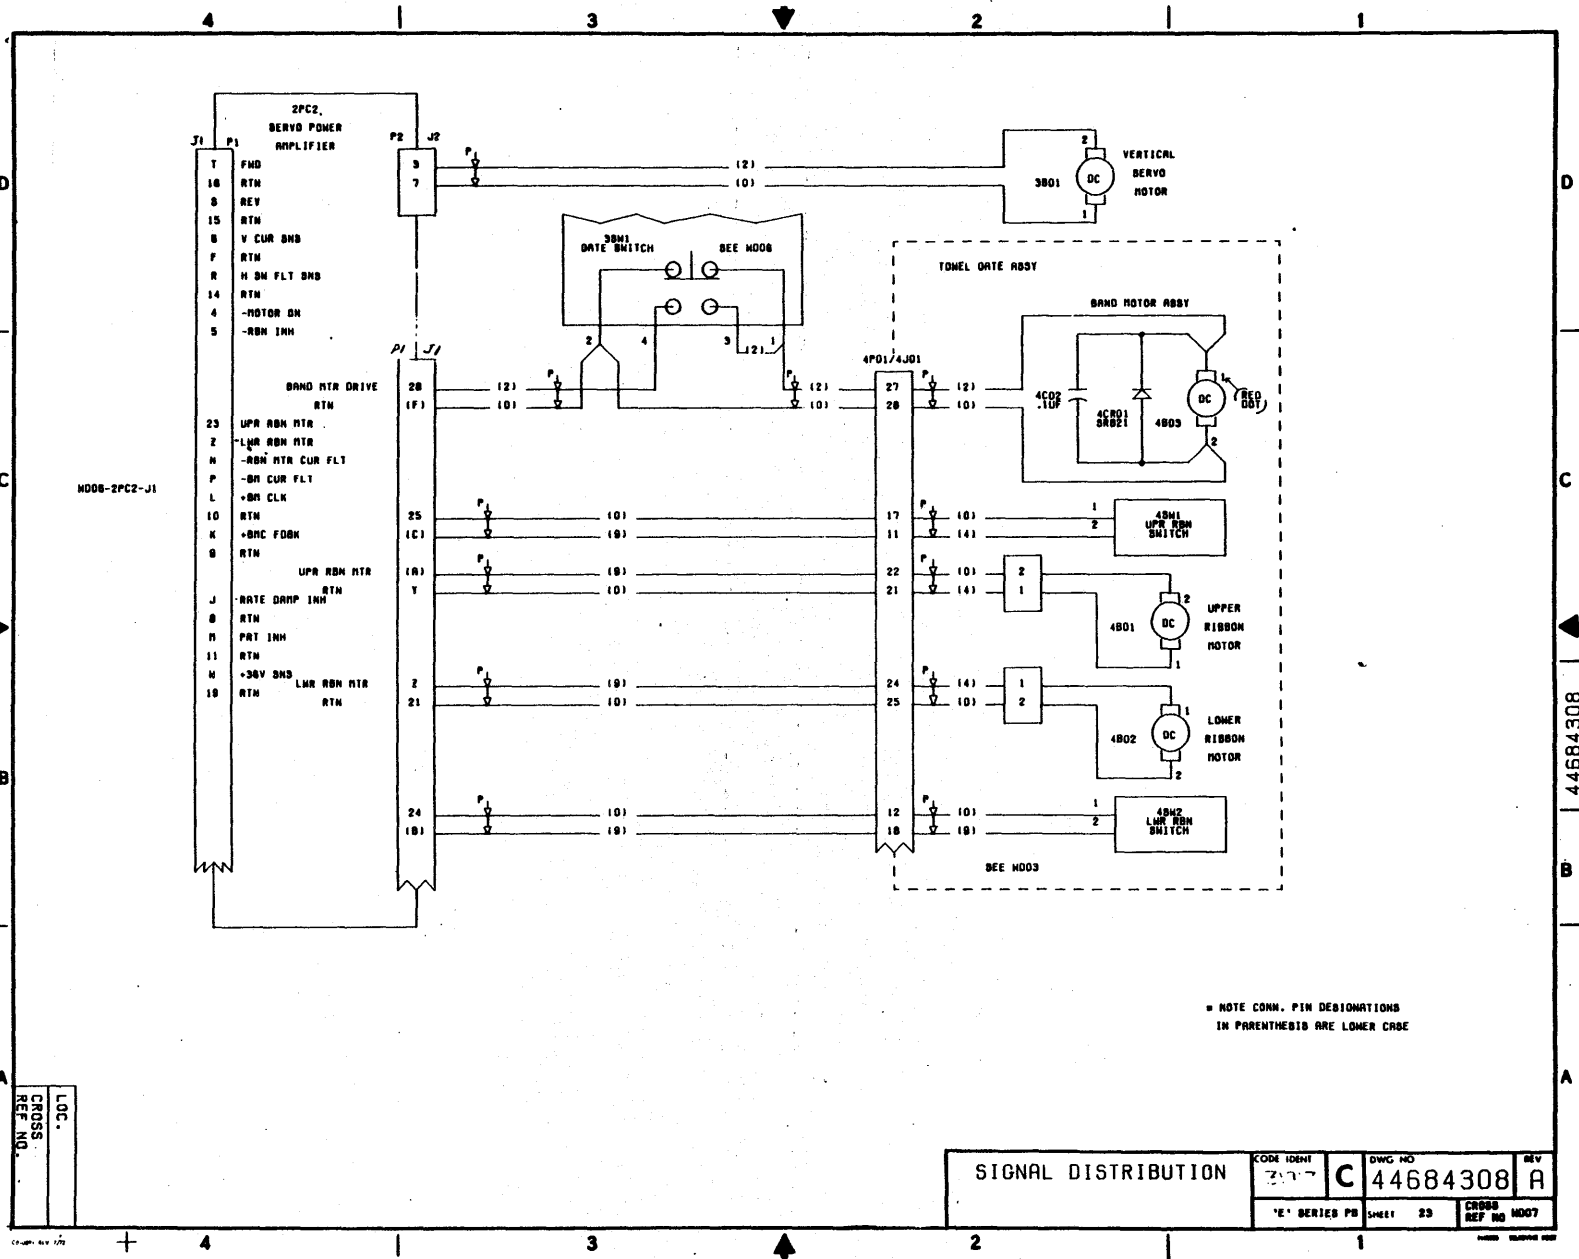 4 3 2 1
2PC2,
SERVO POWER
AMPLIFIER
J1 P1
P2 J2
T FWD
16 RTN
S REV
15 RTN
B V CUR SNS
F RTN
R H SW FLT SNS
14 RTN
4 -MOTOR ON
5 -RBN INH
3
7
P
(2)
(0)
2
3B01
DC
1
VERTICAL
SERVO
MOTOR
D
D
3SW1
GATE SWITCH
SEE W006
2 4 3 (2) 1
TOWEL GATE ASSY
BAND MOTOR ASSY
P1 J1
4P01/4J01
BAND MTR DRIVE 28 (2) P P (2) 27 P (2)
RTN (F) (0) (0) 28 (0)
4C02
.1UF
4CR01
SR821
4B03
DC
1
(RED
DOT)
2
23 UPR RBN MTR
Z -LWR RBN MTR
N -RBN MTR CUR FLT
P -BM CUR FLT
L +BM CLK
10 RTN
K +BMC FDBK
9 RTN
W006-2PC2-J1
C
C
25 P (0) 17 P (0) 1
(C) (9) 11 (4) 2
4SW1
UPR RBN
SWITCH
UPR RBN MTR (A) P (9) 22 P (0) 2
RTN Y (0) 21 (4) 1
J -RATE DAMP INH
8 RTN
M PRT INH
11 RTN
W +36V SNS
19 RTN
4B01
DC
2
1
UPPER
RIBBON
MOTOR
LWR RBN MTR Z P (9) 24 P (4) 1
RTN 21 (0) 25 (0) 2
4B02
DC
1
2
LOWER
RIBBON
MOTOR
44684308
B
24 P (0) 12 P (0) 1
(B) (9) 18 (9) 2
4SW2
LWR RBN
SWITCH
SEE W003
B
NOTE CONN. PIN DESIGNATIONS
IN PARENTHESIS ARE LOWER CASE
A
A
LOC.
CROSS
REF NO.
SIGNAL DISTRIBUTION
CODE IDENT
C
DWG NO
44684308
REV
A
'E' SERIES PB
SHEET 23
CROSS
REF NO W007
4 3 2 1